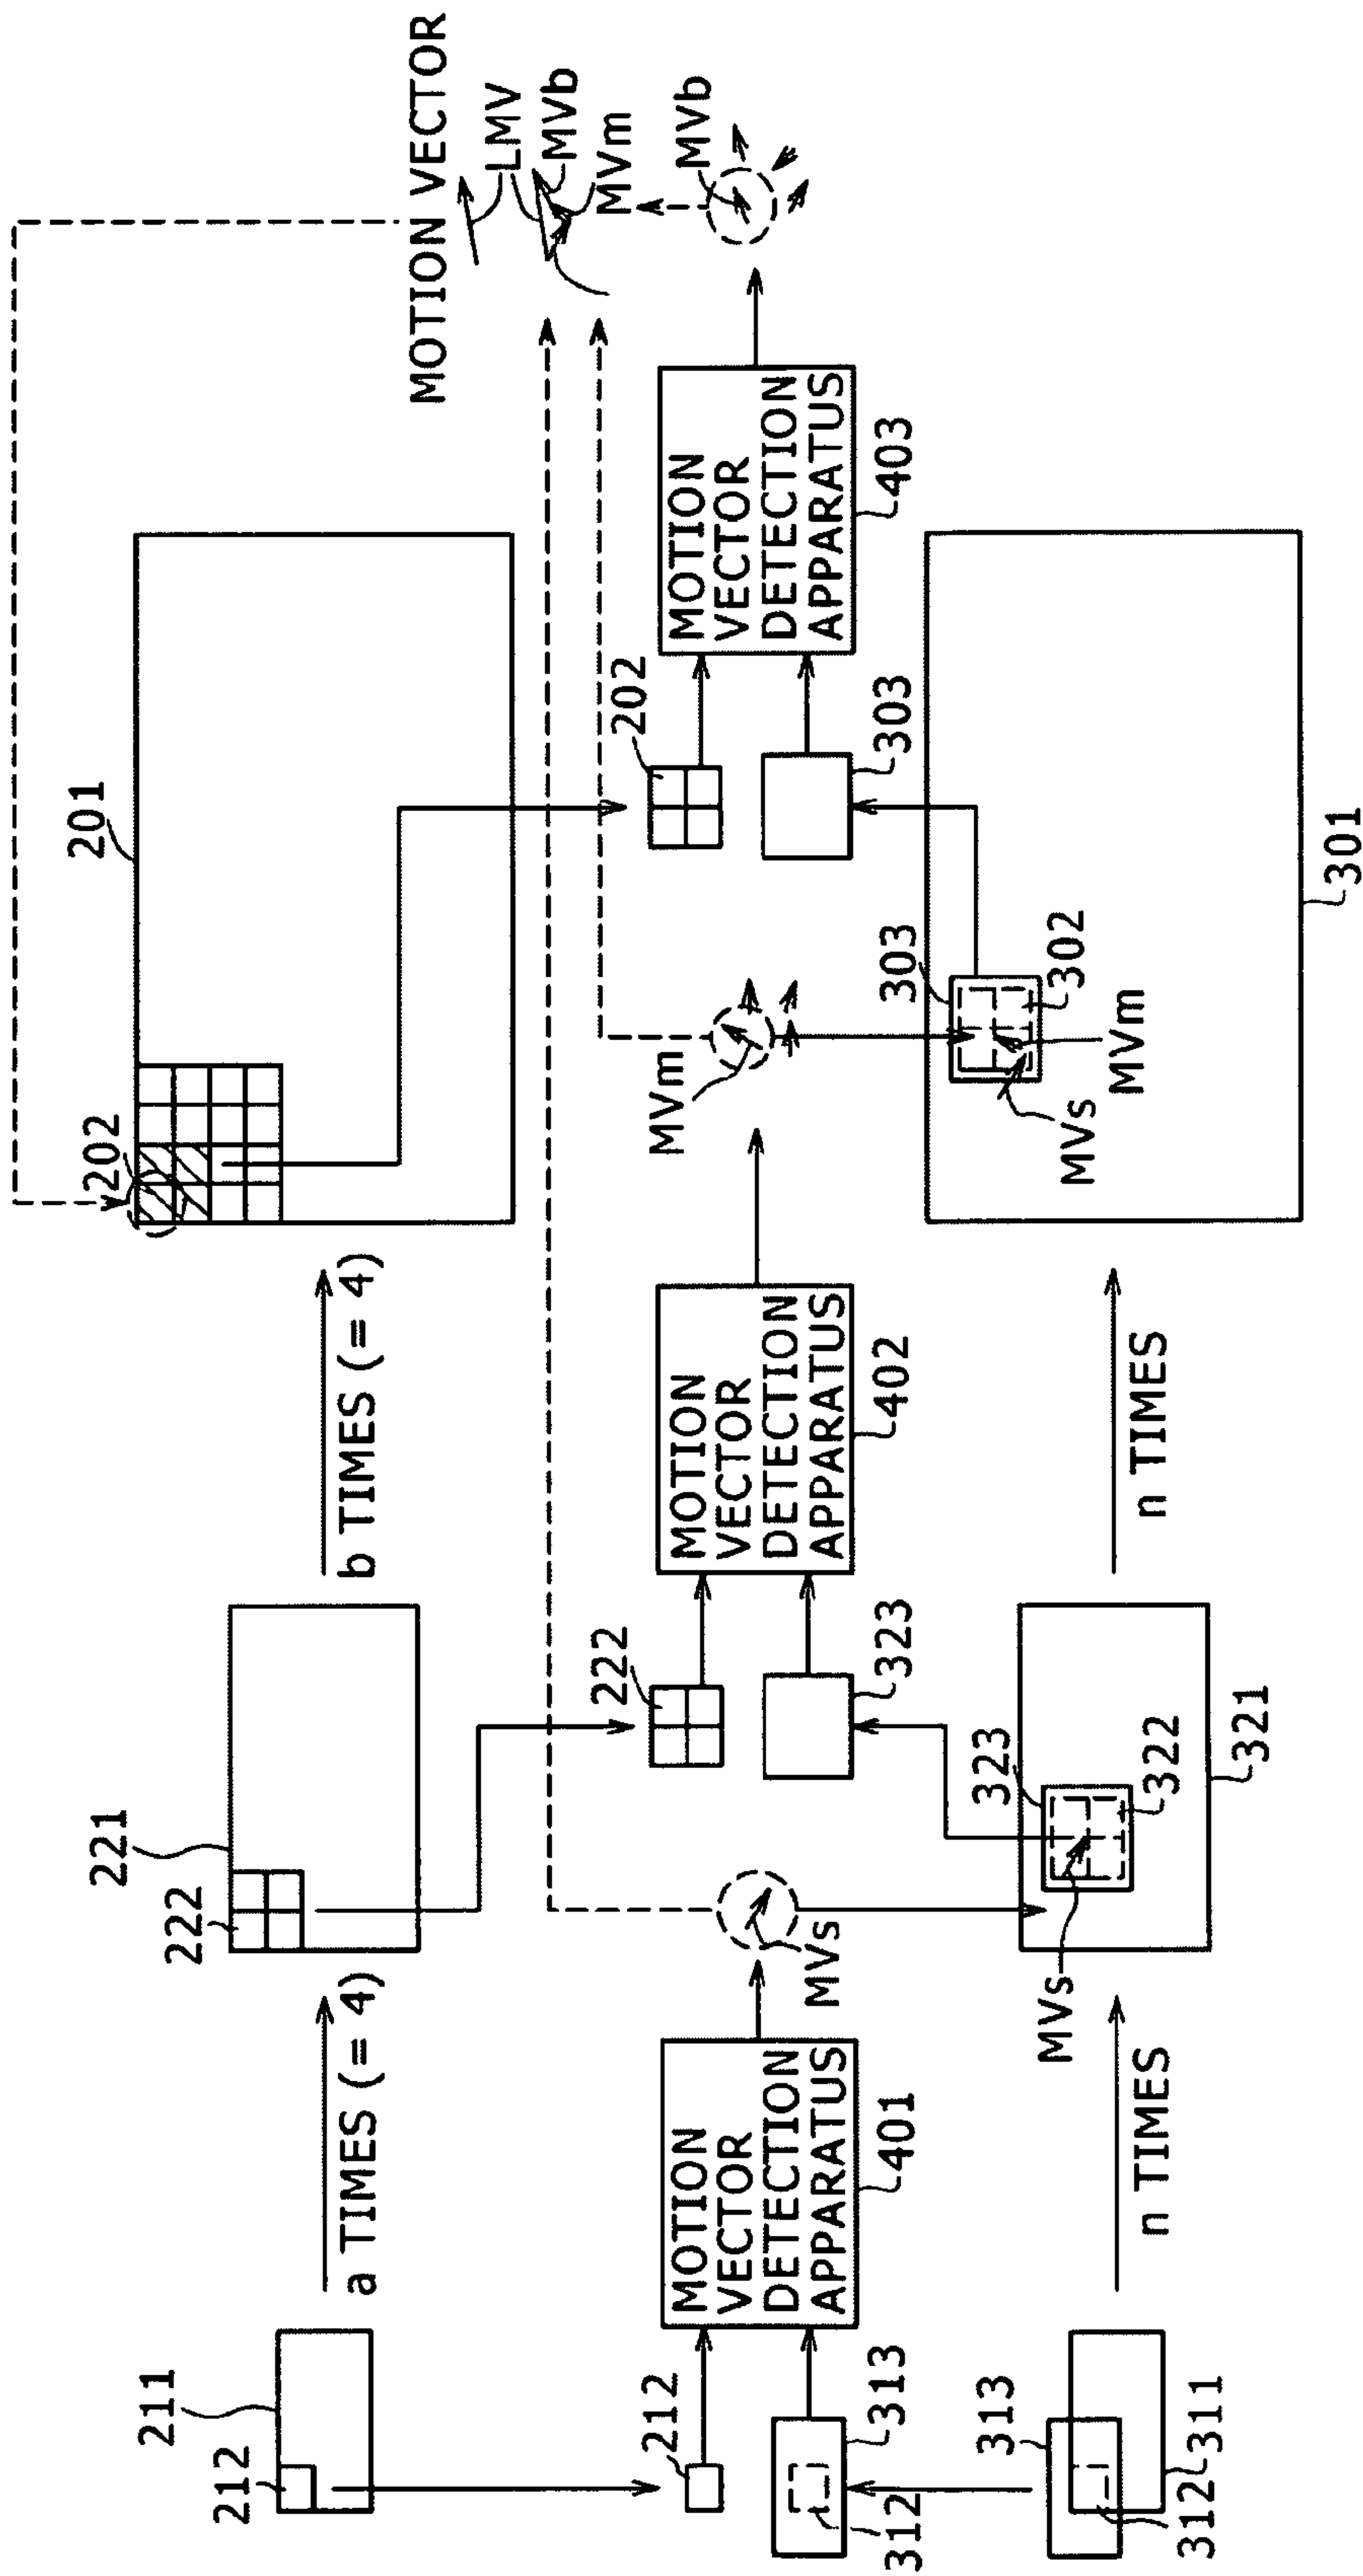 211
212
a TIMES (= 4)
221
222
b TIMES (= 4)
201
202
MOTION VECTOR
LMV
MVb
MVm
212
313
312
MOTION
VECTOR
DETECTION
APPARATUS
401
MVs
222
323
MOTION
VECTOR
DETECTION
APPARATUS
402
MVm
202
303
MOTION
VECTOR
DETECTION
APPARATUS
403
MVb
313
312
311
n TIMES
MVs
323
322
321
n TIMES
303
302
MVs
MVm
301